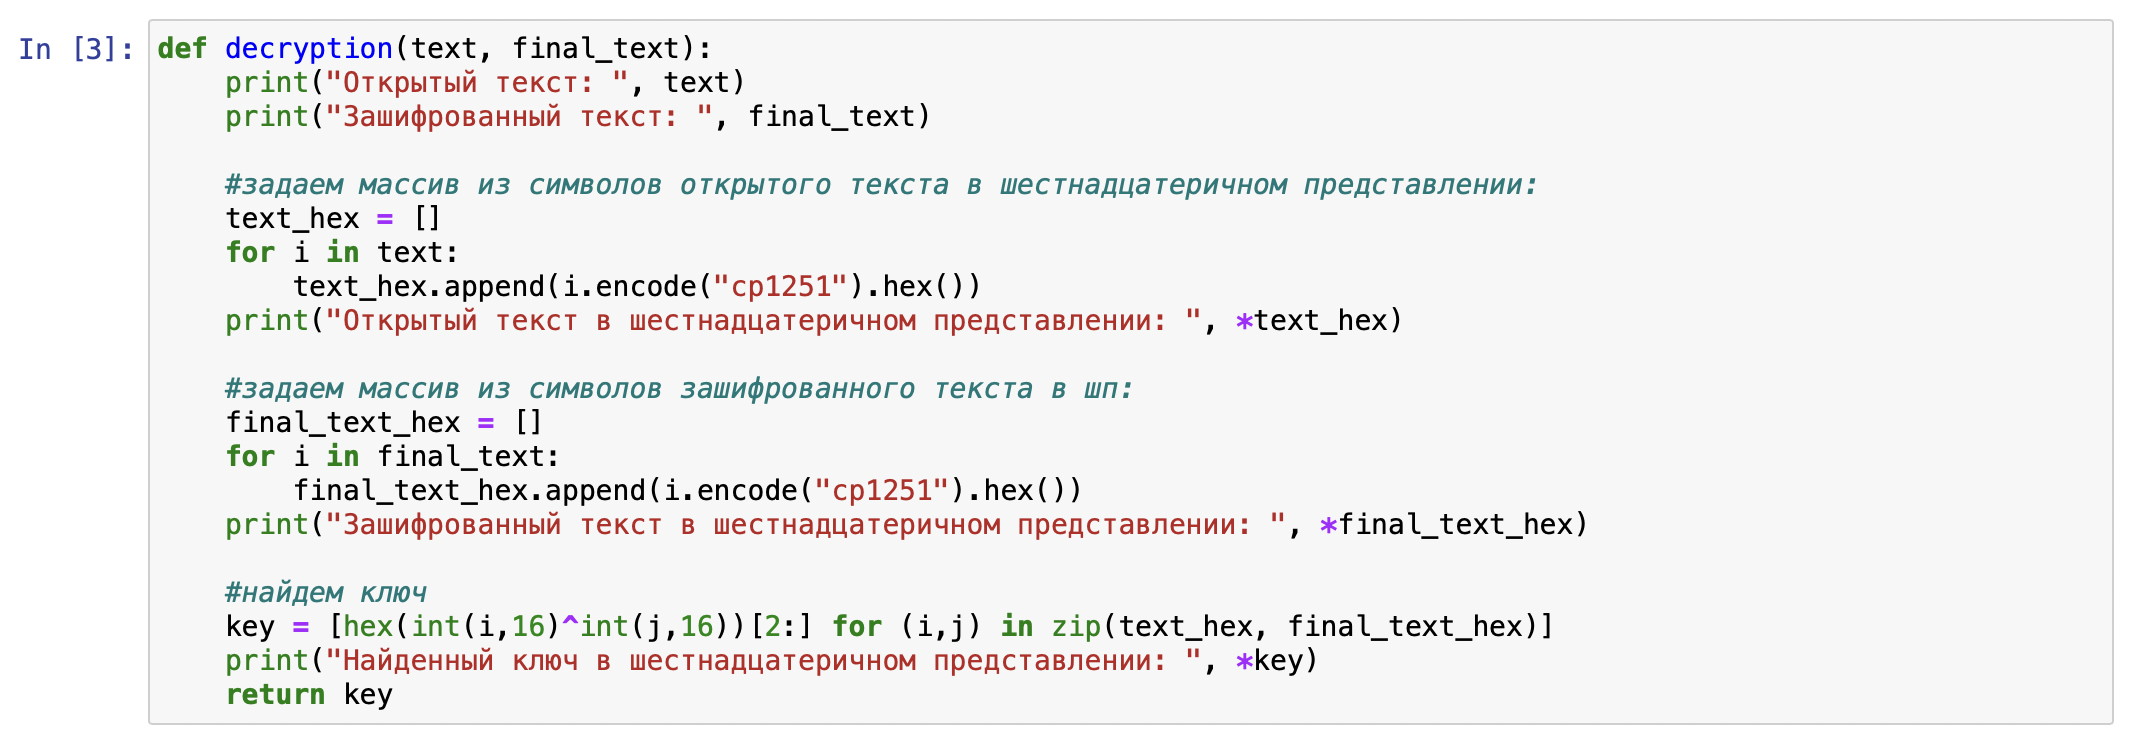 In [3]: def decryption(text, final_text):
    print("Открытый текст: ", text)
    print("Зашифрованный текст: ", final_text)

    #задаем массив из символов открытого текста в шестнадцатеричном представлении:
    text_hex = []
    for i in text:
        text_hex.append(i.encode("cp1251").hex())
    print("Открытый текст в шестнадцатеричном представлении: ", *text_hex)

    #задаем массив из символов зашифрованного текста в шп:
    final_text_hex = []
    for i in final_text:
        final_text_hex.append(i.encode("cp1251").hex())
    print("Зашифрованный текст в шестнадцатеричном представлении: ", *final_text_hex)

    #найдем ключ
    key = [hex(int(i,16)^int(j,16))[2:] for (i,j) in zip(text_hex, final_text_hex)]
    print("Найденный ключ в шестнадцатеричном представлении: ", *key)
    return key